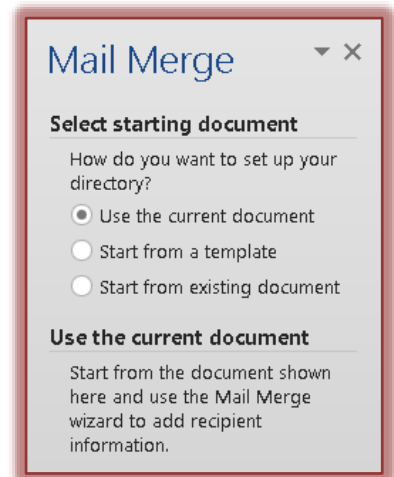 Mail Merge
Select starting document
How do you want to set up your
directory?
Use the current document
Start from a template
Start from existing document
Use the current document
Start from the document shown
here and use the Mail Merge
wizard to add recipient
information.